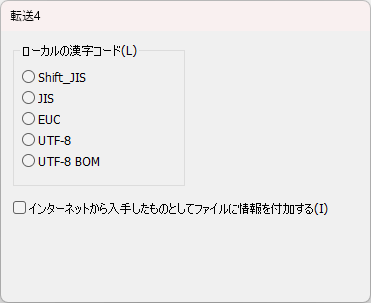 転送4
ローカルの漢字コード(L)
Shift_JIS
JIS
EUC
UTF-8
UTF-8 BOM
インターネットから入手したものとしてファイルに情報を付加する(I)